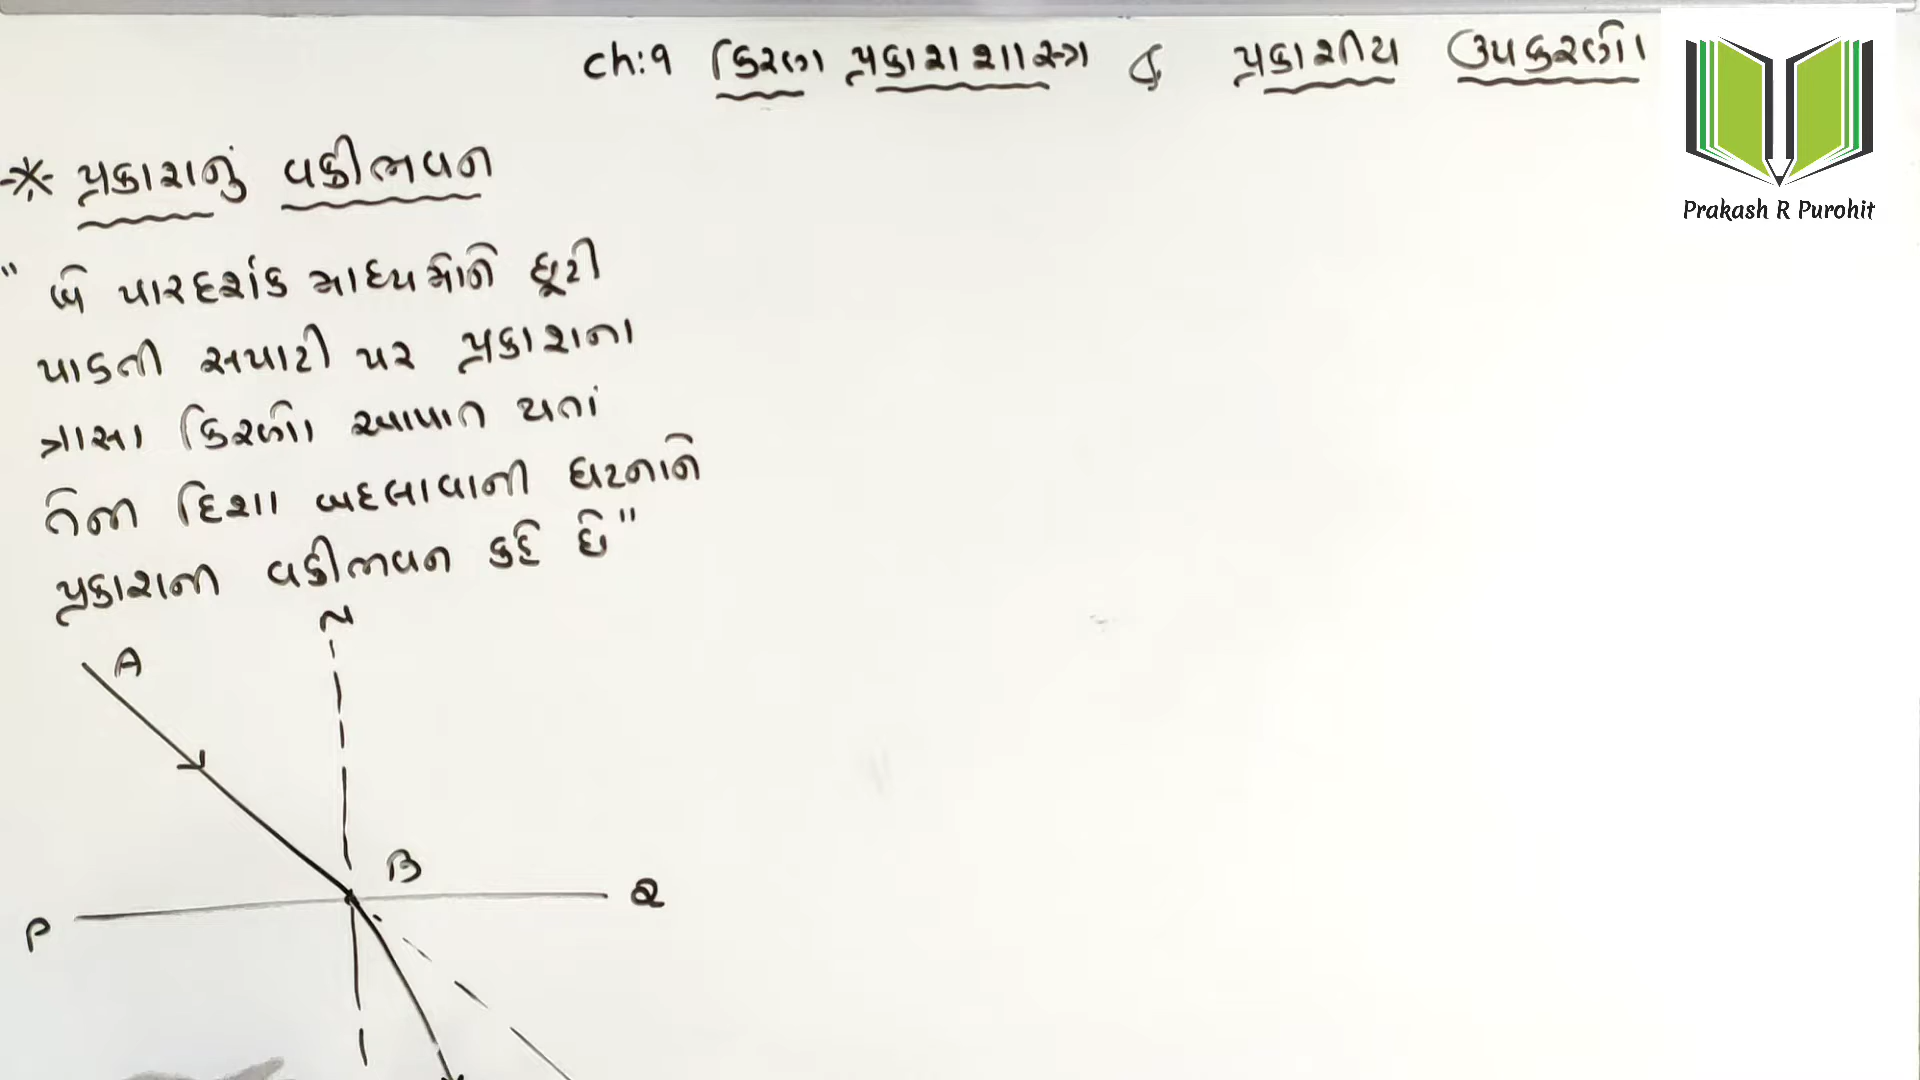 ch:૧ કિરણ પ્રકાશશાસ્ત્ર & પ્રકાશીય ઉપકરણો
Prakash R Purohit
* પ્રકાશનું વક્રીભવન
" બે પારદર્શક માધ્યમોને છૂટી
પાડતી સપાટી પર પ્રકાશના
ત્રાસા કિરણો આપાત થતાં
તેની દિશા બદલાવાની ઘટનાને
પ્રકાશની વક્રીભવન કહે છે"
N
A
B
P
Q